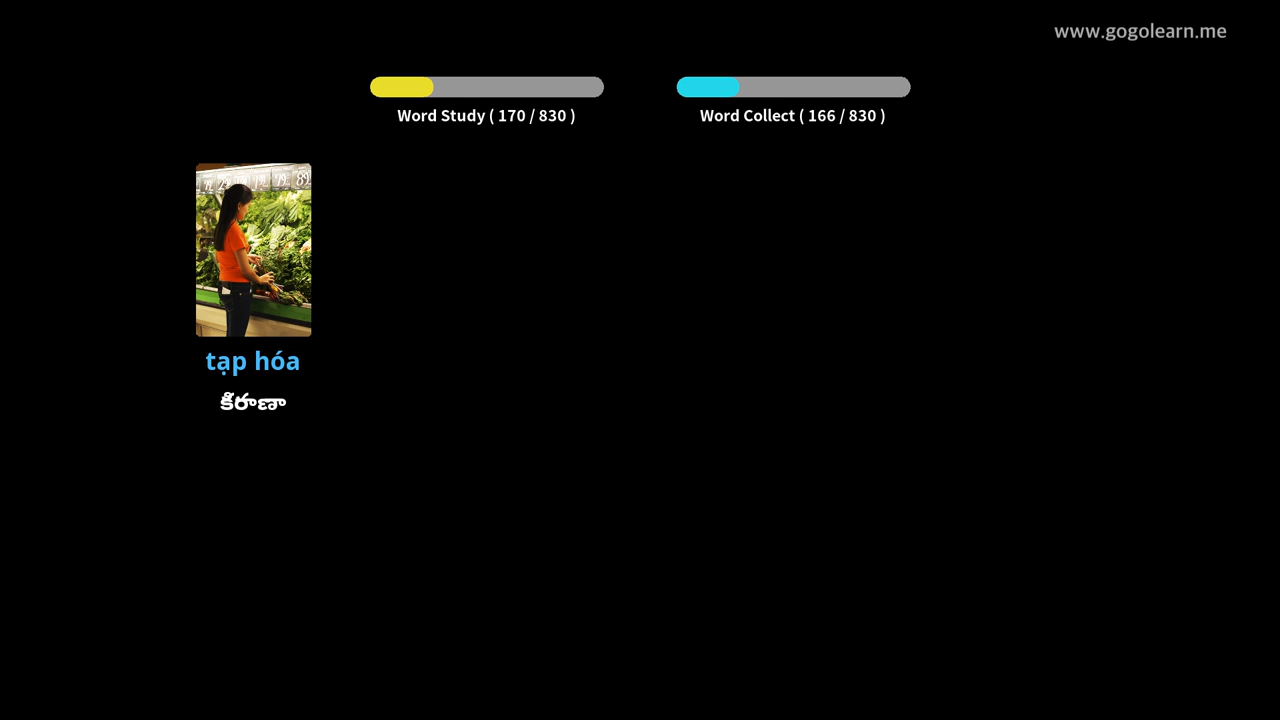 www.gogolearn.me
Word Study ( 170 / 830 )
Word Collect ( 166 / 830 )
tạp hóa
కిరాణా